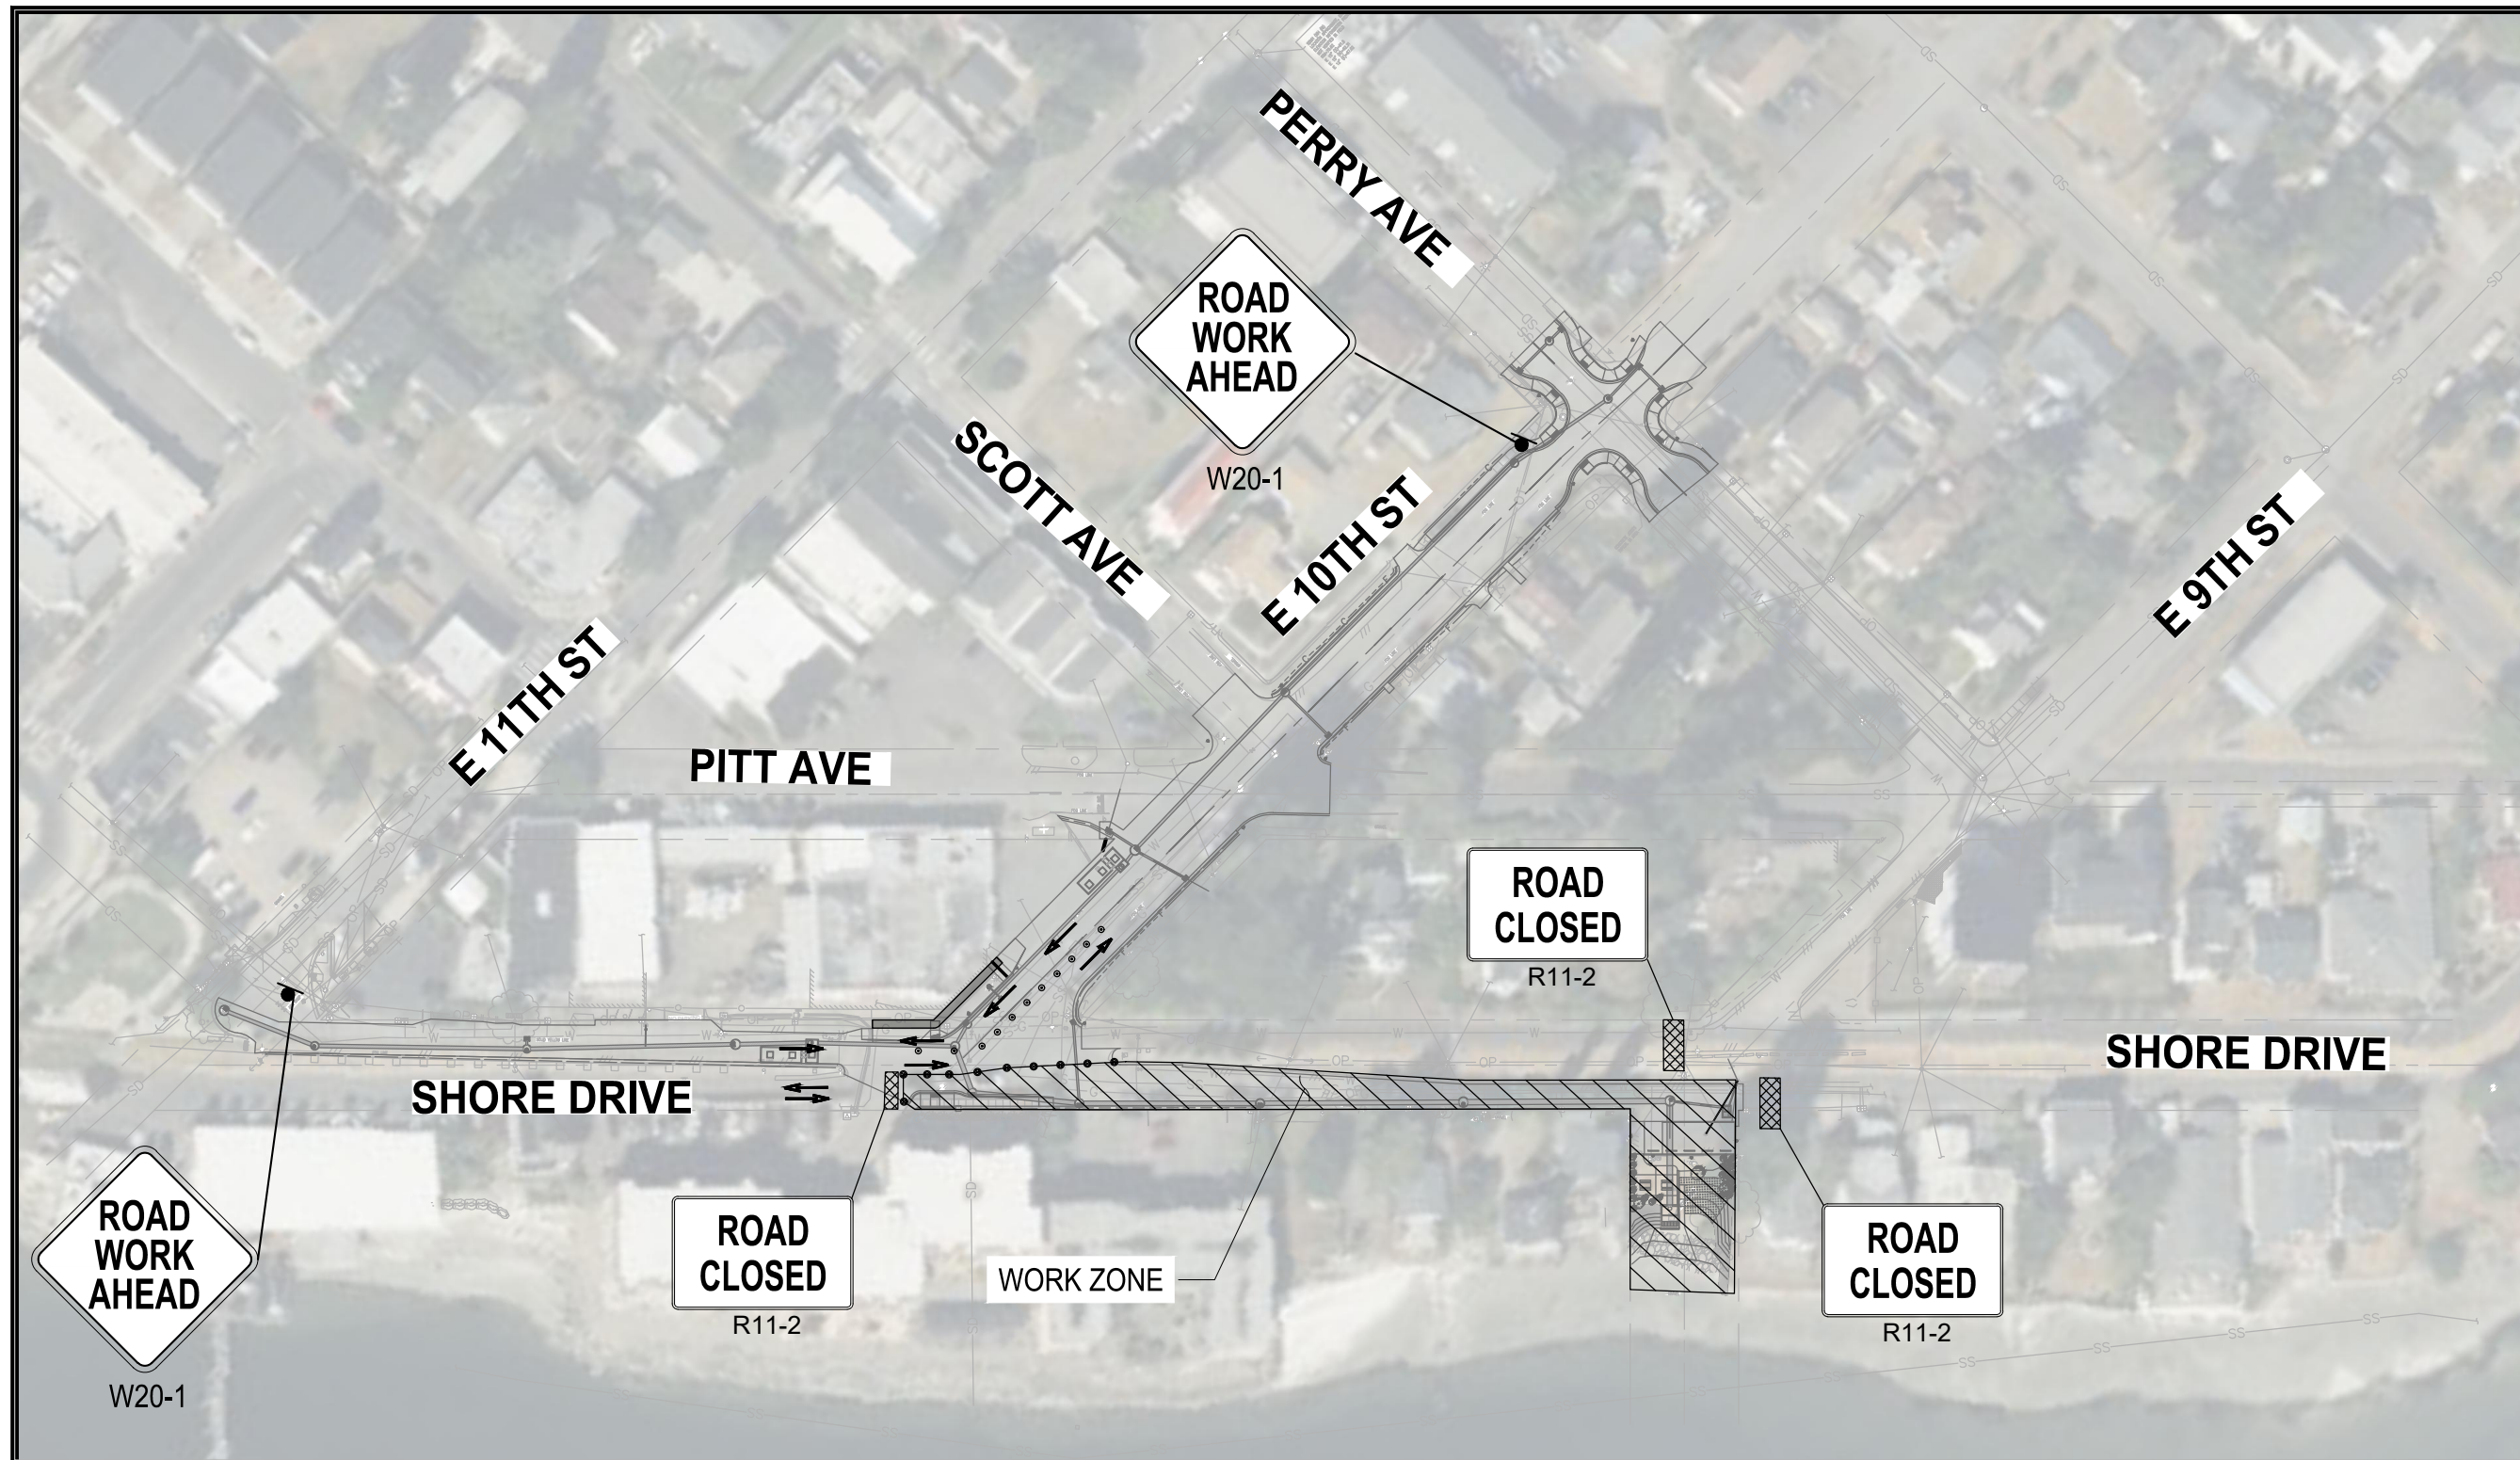 PERRY AVE
ROAD
WORK
AHEAD
W20-1
SCOTT AVE
E 10TH ST
E 9TH ST
E 11TH ST
PITT AVE
ROAD
CLOSED
R11-2
SHORE DRIVE
SHORE DRIVE
ROAD
WORK
AHEAD
W20-1
ROAD
CLOSED
R11-2
WORK ZONE
ROAD
CLOSED
R11-2